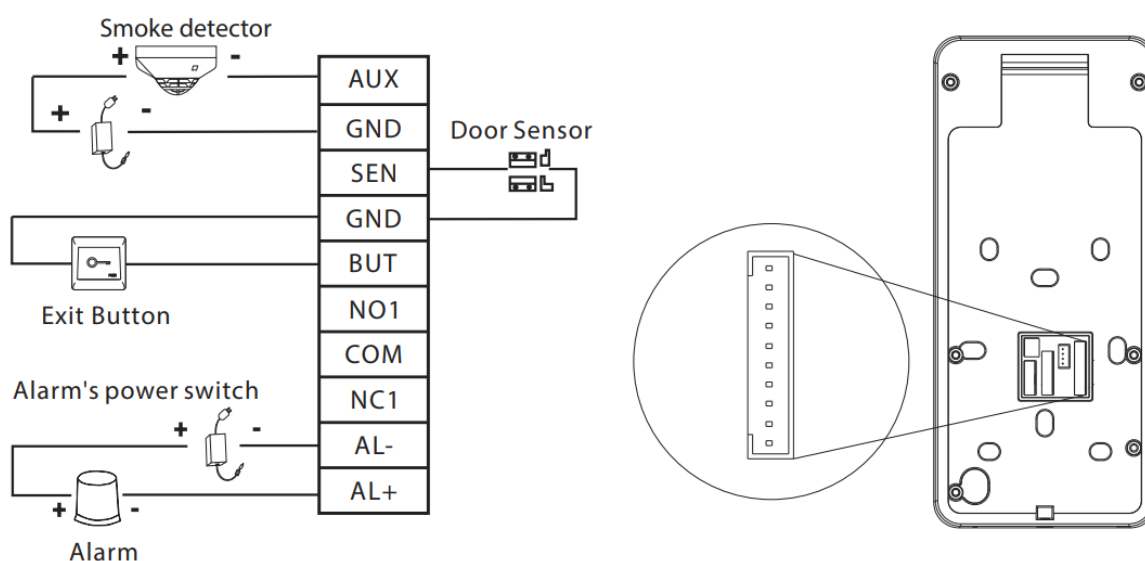 Smoke detector
+ -
+ -
AUX
GND
SEN
GND
BUT
NO1
COM
NC1
AL-
AL+
Door Sensor
Exit Button
Alarm's power switch
+ -
+ -
Alarm